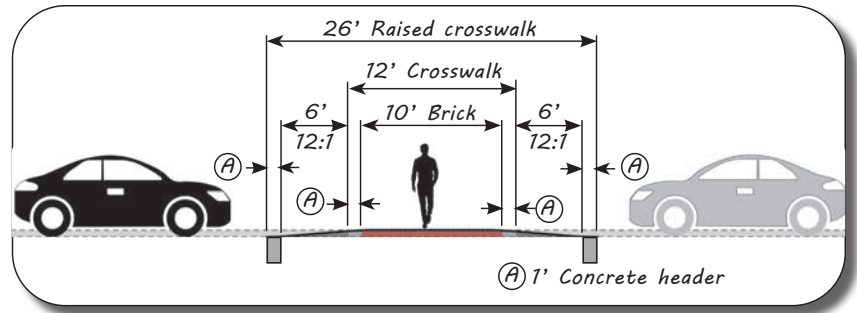 26' Raised crosswalk
12' Crosswalk
6'
12:1
10' Brick
6'
12:1
A
A
A
A
A 1' Concrete header